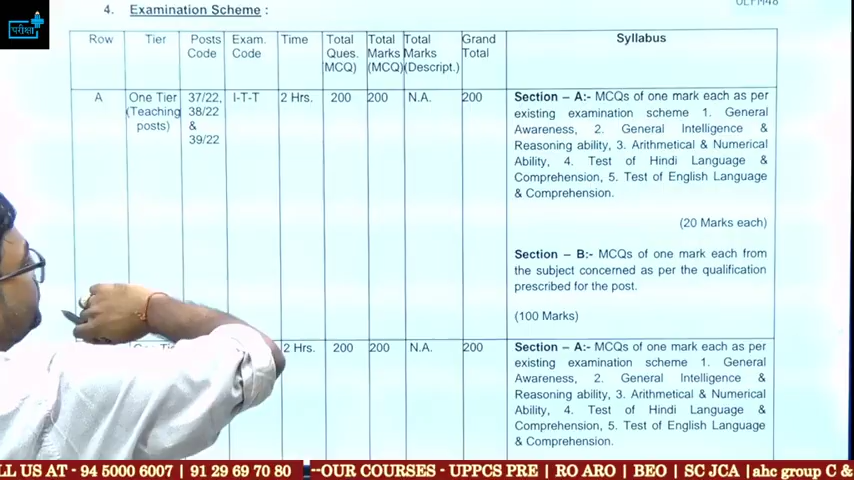 परीक्षा
4. Examination Scheme :
Row Tier Posts Code Exam. Code Time Total Ques. MCQ) Total Marks (MCQ) Total Marks (Descript.) Grand Total Syllabus
A One Tier (Teaching posts) 37/22, 38/22 & 39/22 I-T-T 2 Hrs. 200 200 N.A. 200
Section – A:- MCQs of one mark each as per
existing examination scheme 1. General
Awareness, 2. General Intelligence &
Reasoning ability, 3. Arithmetical & Numerical
Ability, 4. Test of Hindi Language &
Comprehension, 5. Test of English Language
& Comprehension.
(20 Marks each)
Section – B:- MCQs of one mark each from
the subject concerned as per the qualification
prescribed for the post.
(100 Marks)
2 Hrs. 200 200 N.A. 200
Section – A:- MCQs of one mark each as per
existing examination scheme 1. General
Awareness, 2. General Intelligence &
Reasoning ability, 3. Arithmetical & Numerical
Ability, 4. Test of Hindi Language &
Comprehension, 5. Test of English Language
& Comprehension.
LL US AT - 94 5000 6007 | 91 29 69 70 80 --OUR COURSES - UPPCS PRE | RO ARO | BEO | SC JCA |ahc group C &